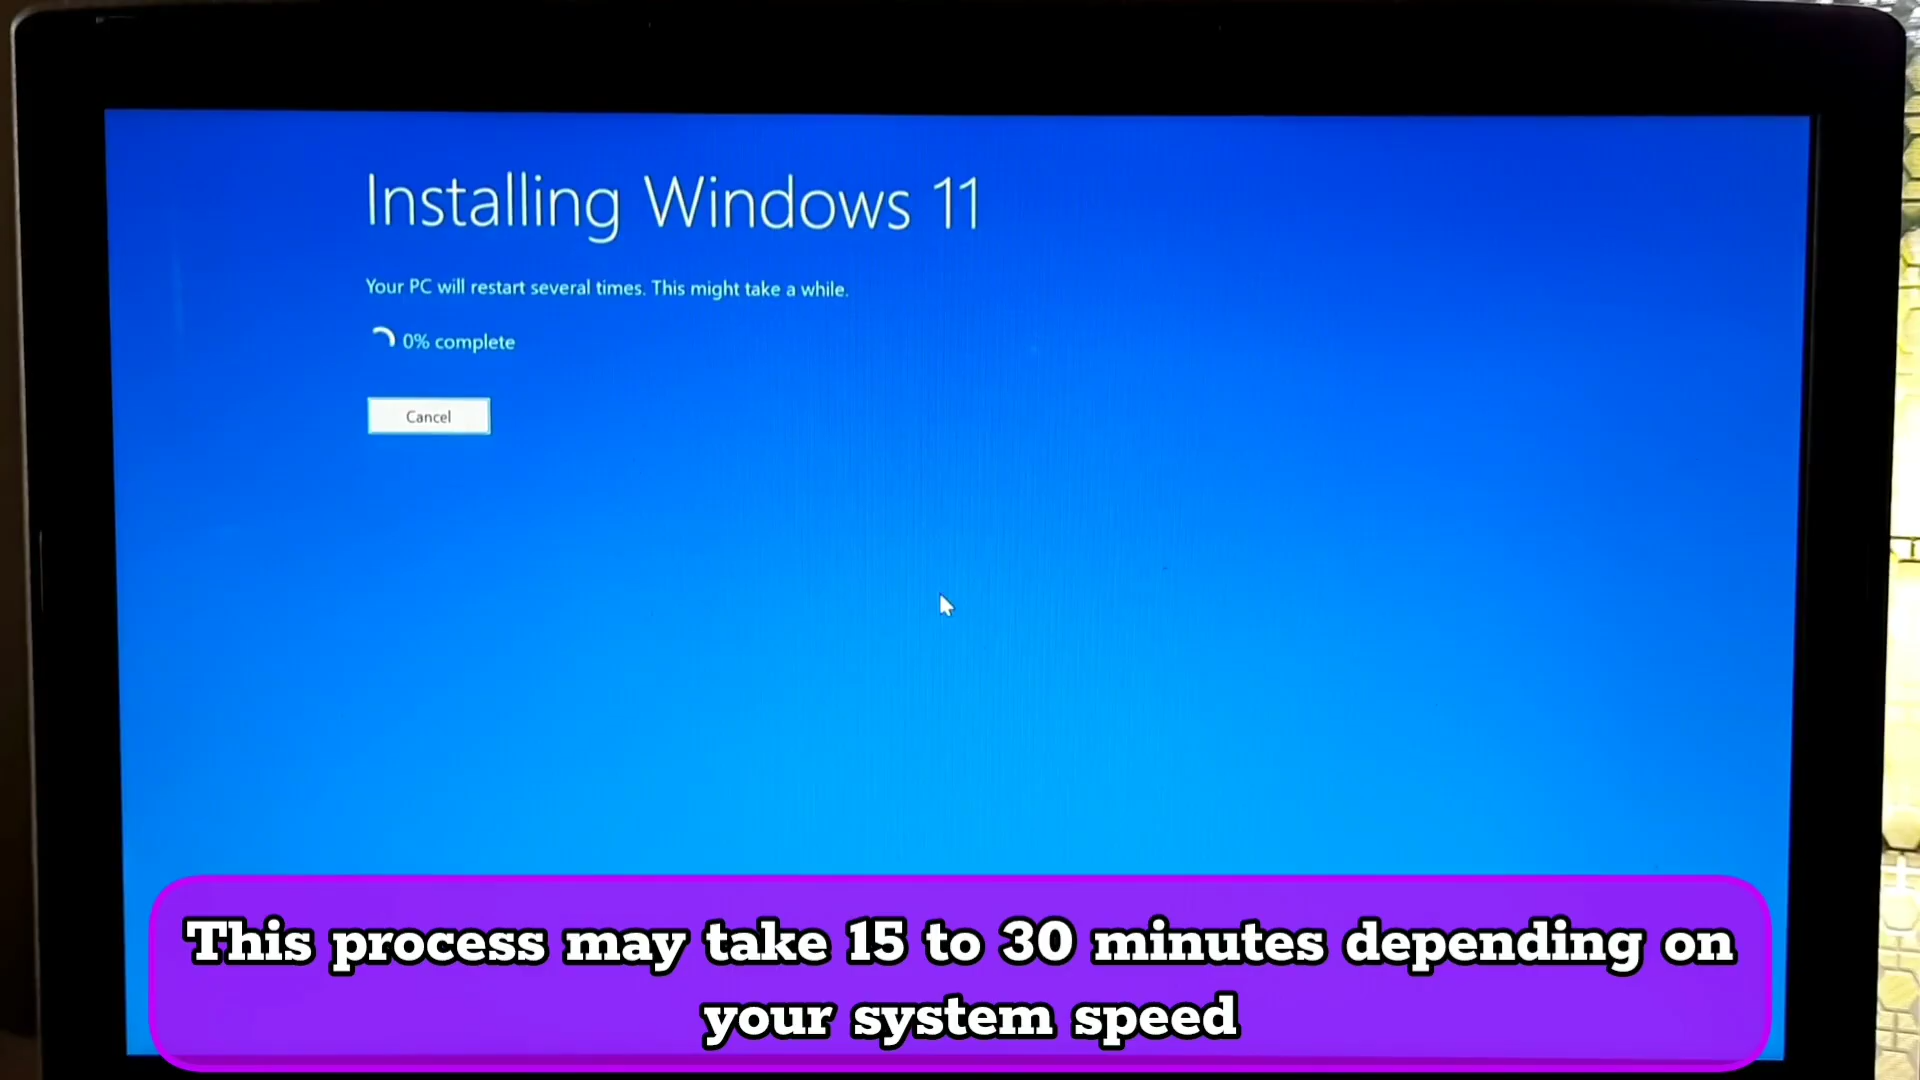 Installing Windows 11
Your PC will restart several times. This might take a while.
0% complete
Cancel
This process may take 15 to 30 minutes depending on
your system speed